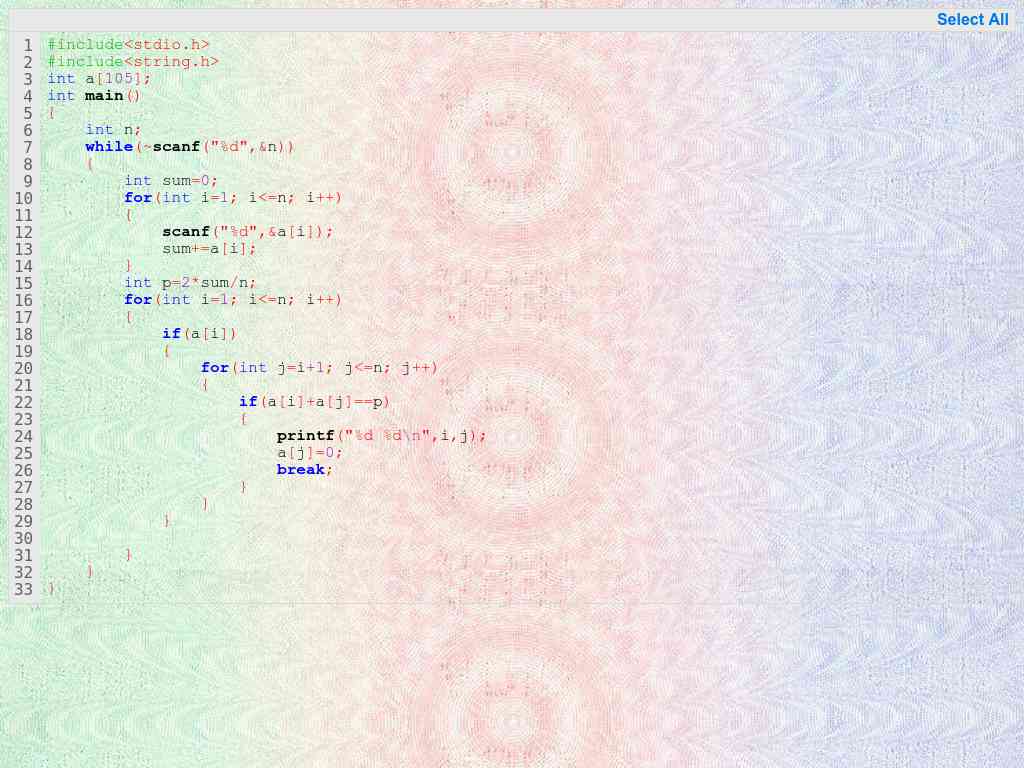 Select All
1 #include<stdio.h>
2 #include<string.h>
3 int a[105];
4 int main()
5 {
6     int n;
7     while(~scanf("%d",&n))
8     {
9         int sum=0;
10         for(int i=1; i<=n; i++)
11         {
12             scanf("%d",&a[i]);
13             sum+=a[i];
14         }
15         int p=2*sum/n;
16         for(int i=1; i<=n; i++)
17         {
18             if(a[i])
19             {
20                 for(int j=i+1; j<=n; j++)
21                 {
22                     if(a[i]+a[j]==p)
23                     {
24                         printf("%d %d\n",i,j);
25                         a[j]=0;
26                         break;
27                     }
28                 }
29             }
30
31         }
32     }
33 }